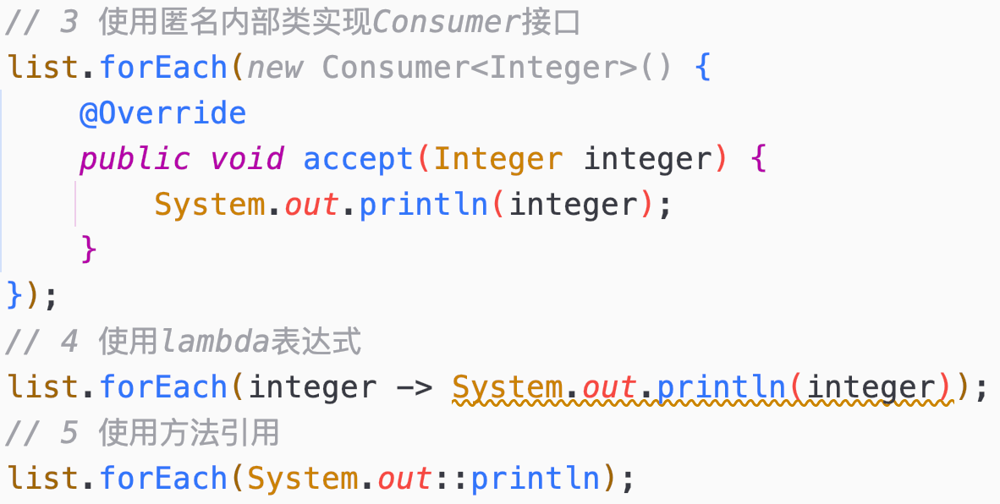 // 3 使用匿名内部类实现Consumer接口
list.forEach(new Consumer<Integer>() {
    @Override
    public void accept(Integer integer) {
        System.out.println(integer);
    }
});
// 4 使用lambda表达式
list.forEach(integer -> System.out.println(integer));
// 5 使用方法引用
list.forEach(System.out::println);